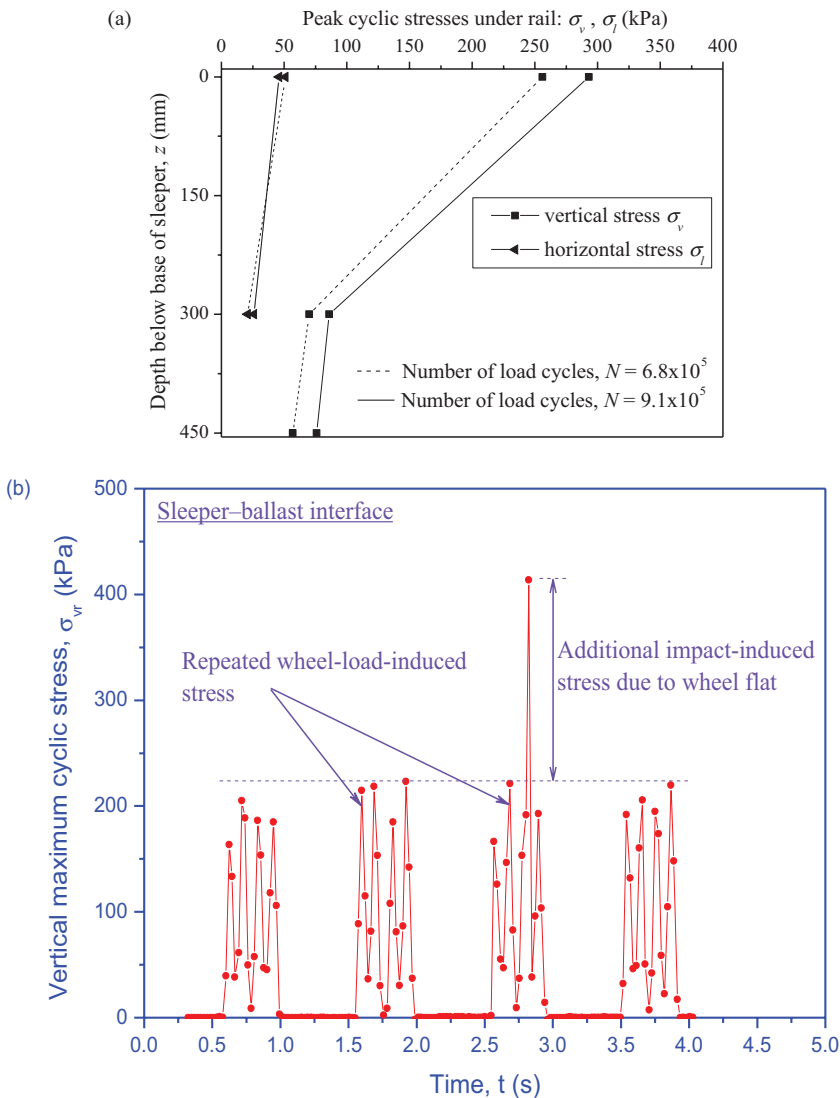 (a)
Peak cyclic stresses under rail: σv , σl (kPa)
0 50 100 150 200 250 300 350 400
Depth below base of sleeper, z (mm)
0
150
300
450
vertical stress σv
horizontal stress σl
Number of load cycles, N = 6.8x10⁵
Number of load cycles, N = 9.1x10⁵
(b)
Vertical maximum cyclic stress, σvr (kPa)
500
400
300
200
100
0
Sleeper–ballast interface
Repeated wheel-load-induced
stress
Additional impact-induced
stress due to wheel flat
0.0 0.5 1.0 1.5 2.0 2.5 3.0 3.5 4.0 4.5 5.0
Time, t (s)